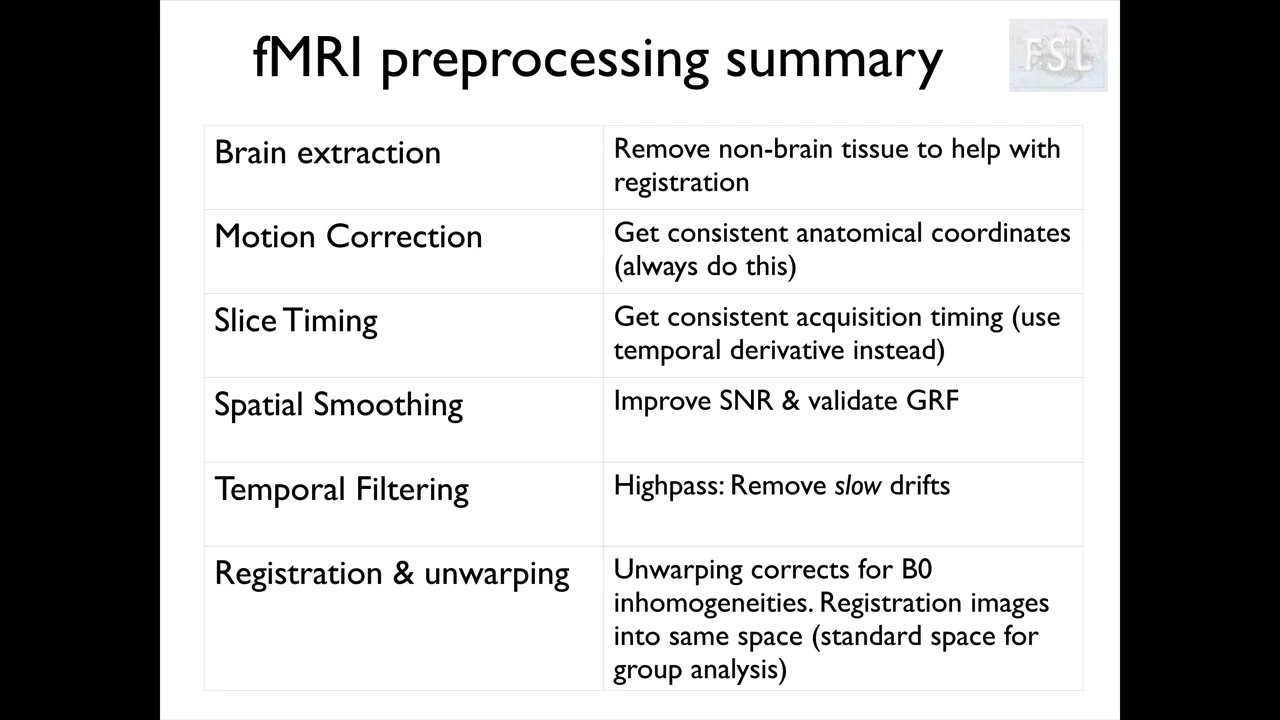 fMRI preprocessing summary
FSL
Brain extraction
Remove non-brain tissue to help with
registration
Motion Correction
Get consistent anatomical coordinates
(always do this)
Slice Timing
Get consistent acquisition timing (use
temporal derivative instead)
Spatial Smoothing
Improve SNR & validate GRF
Temporal Filtering
Highpass: Remove slow drifts
Registration & unwarping
Unwarping corrects for B0
inhomogeneities. Registration images
into same space (standard space for
group analysis)